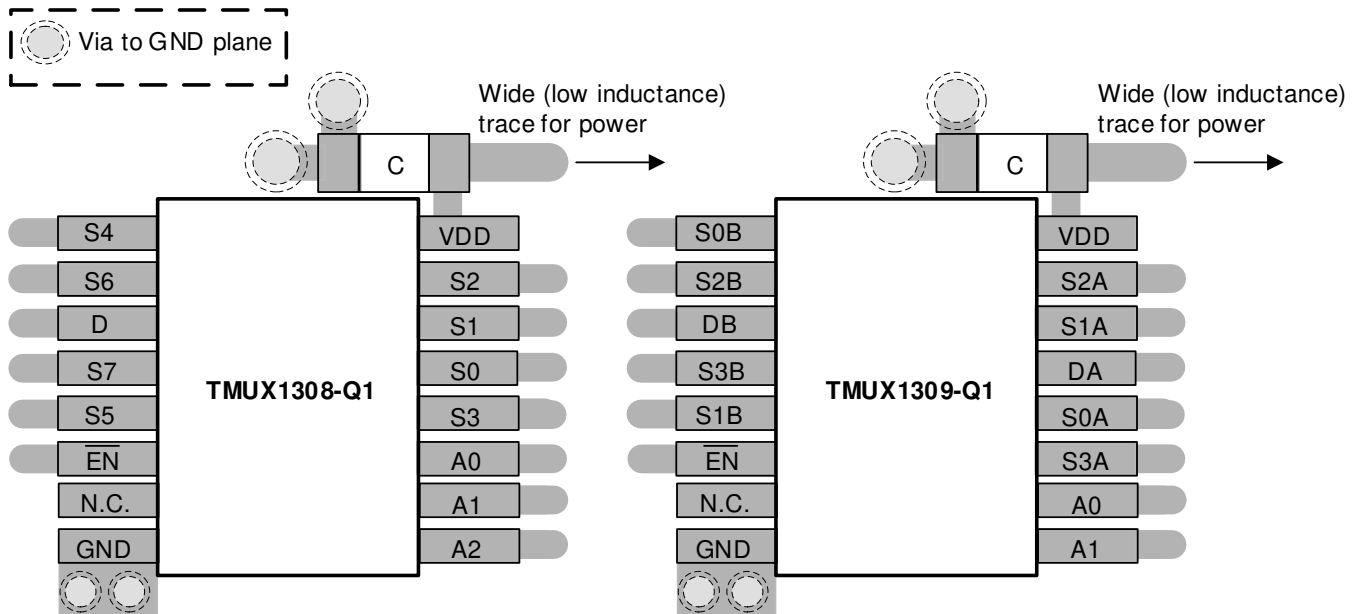 Via to GND plane
Wide (low inductance)
trace for power
C
S4
S6
D
S7
S5
E̅N̅
N.C.
GND
TMUX1308-Q1
VDD
S2
S1
S0
S3
A0
A1
A2
Wide (low inductance)
trace for power
C
S0B
S2B
DB
S3B
S1B
E̅N̅
N.C.
GND
TMUX1309-Q1
VDD
S2A
S1A
DA
S0A
S3A
A0
A1